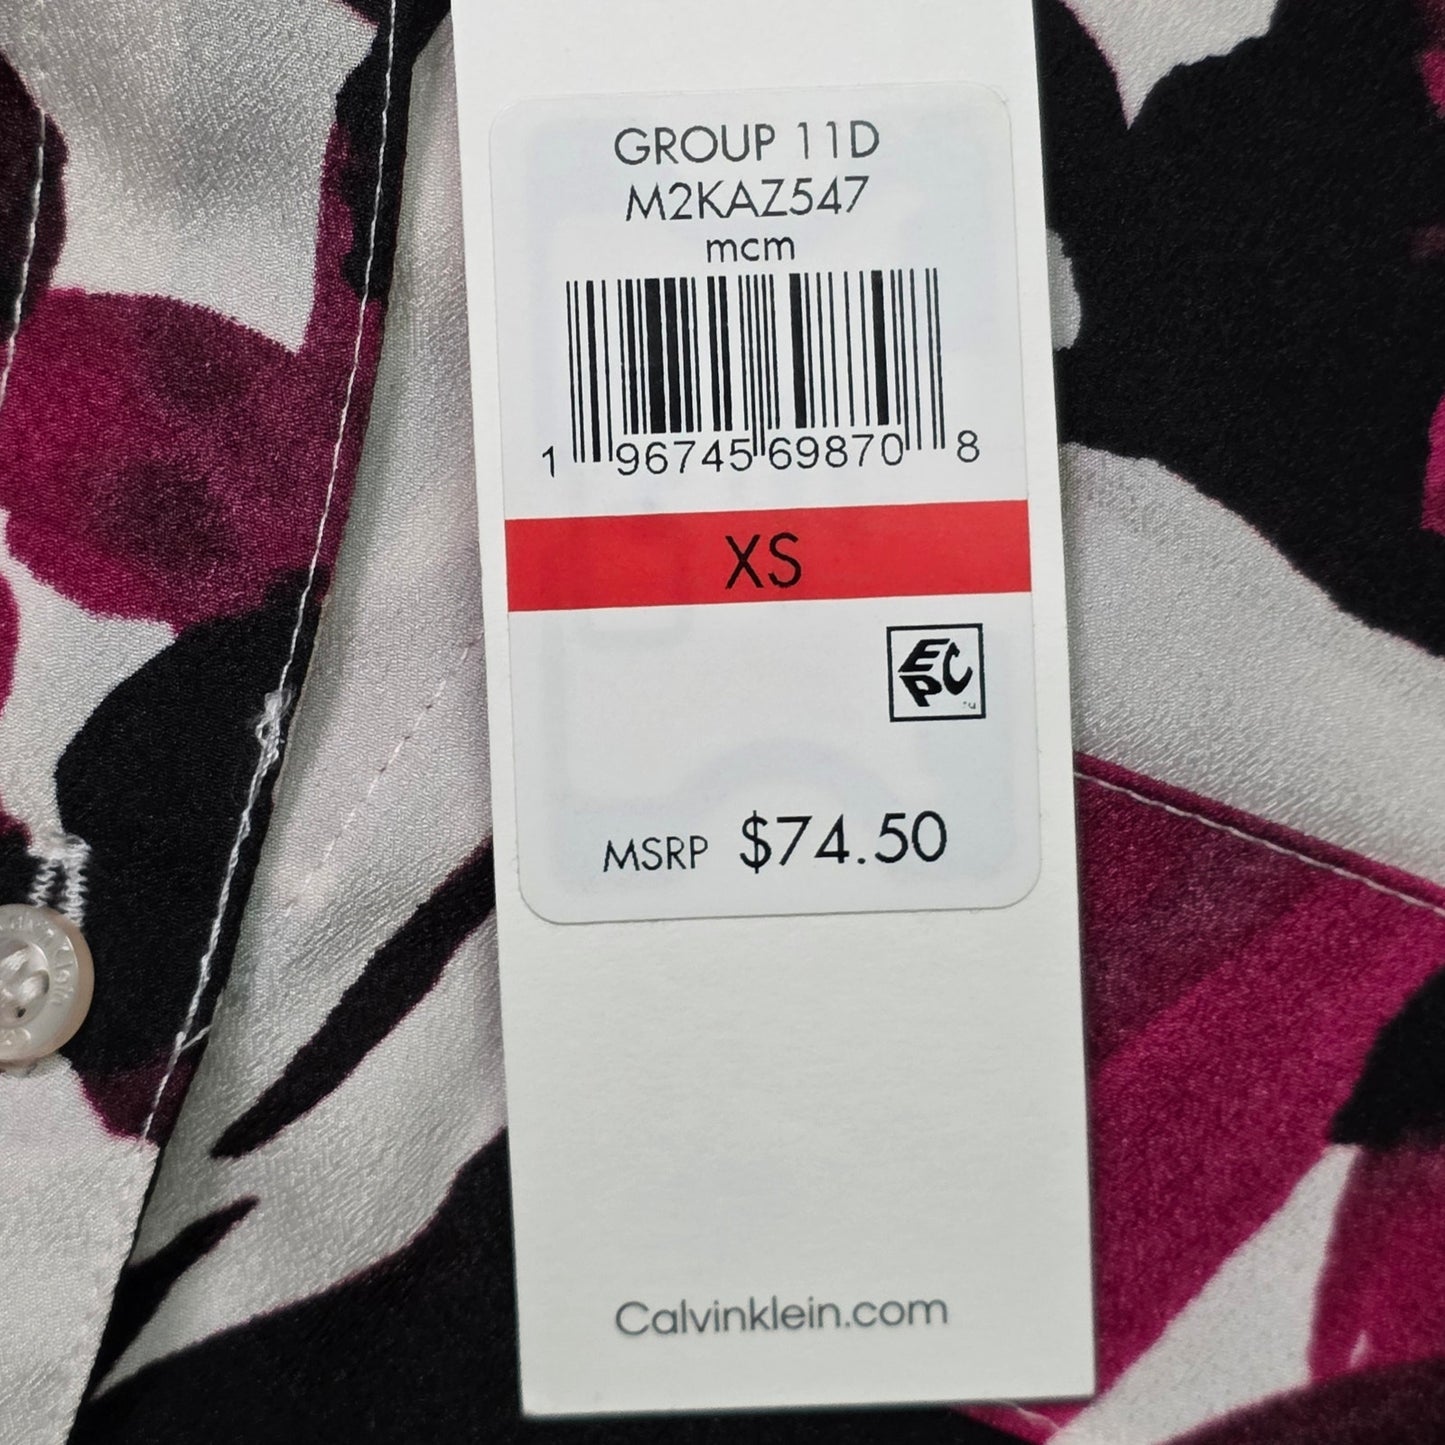 GROUP 11D
M2KAZ547
mcm
1 96745 69870 8
XS
EPC
MSRP $74.50
Calvinklein.com